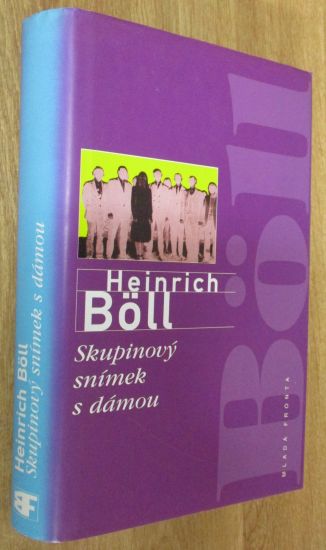 Heinrich
Böll
Skupinový
snímek
s dámou
Böll
MLADÁ FRONTA
Heinrich Böll
Skupinový snímek s dámou